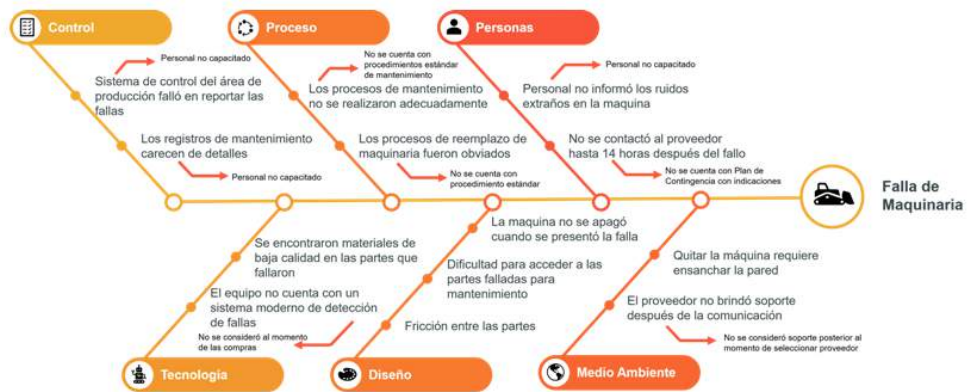 Control
Proceso
Personas
Personal no capacitado
Sistema de control del área de
producción falló en reportar las
fallas
Los registros de mantenimiento
carecen de detalles
Personal no capacitado
No se cuenta con
procedimientos estándar
de mantenimiento
Los procesos de mantenimiento
no se realizaron adecuadamente
Los procesos de reemplazo de
maquinaria fueron obviados
No se cuenta con
procedimiento estándar
Personal no capacitado
Personal no informó los ruidos
extraños en la maquina
No se contactó al proveedor
hasta 14 horas después del fallo
No se cuenta con Plan de
Contingencia con indicaciones
Falla de
Maquinaria
Se encontraron materiales de
baja calidad en las partes que
fallaron
El equipo no cuenta con un
sistema moderno de detección
de fallas
No se consideró al momento
de las compras
La maquina no se apagó
cuando se presentó la falla
Dificultad para acceder a las
partes falladas para
mantenimiento
Fricción entre las partes
Quitar la máquina requiere
ensanchar la pared
El proveedor no brindó soporte
después de la comunicación
No se consideró soporte posterior al
momento de seleccionar proveedor
Tecnología
Diseño
Medio Ambiente